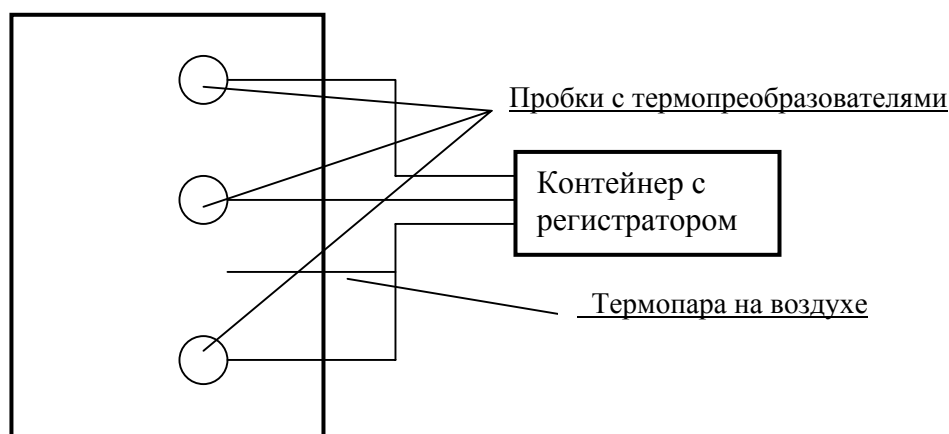 Пробки с термопреобразователями
Контейнер с
регистратором
Термопара на воздухе